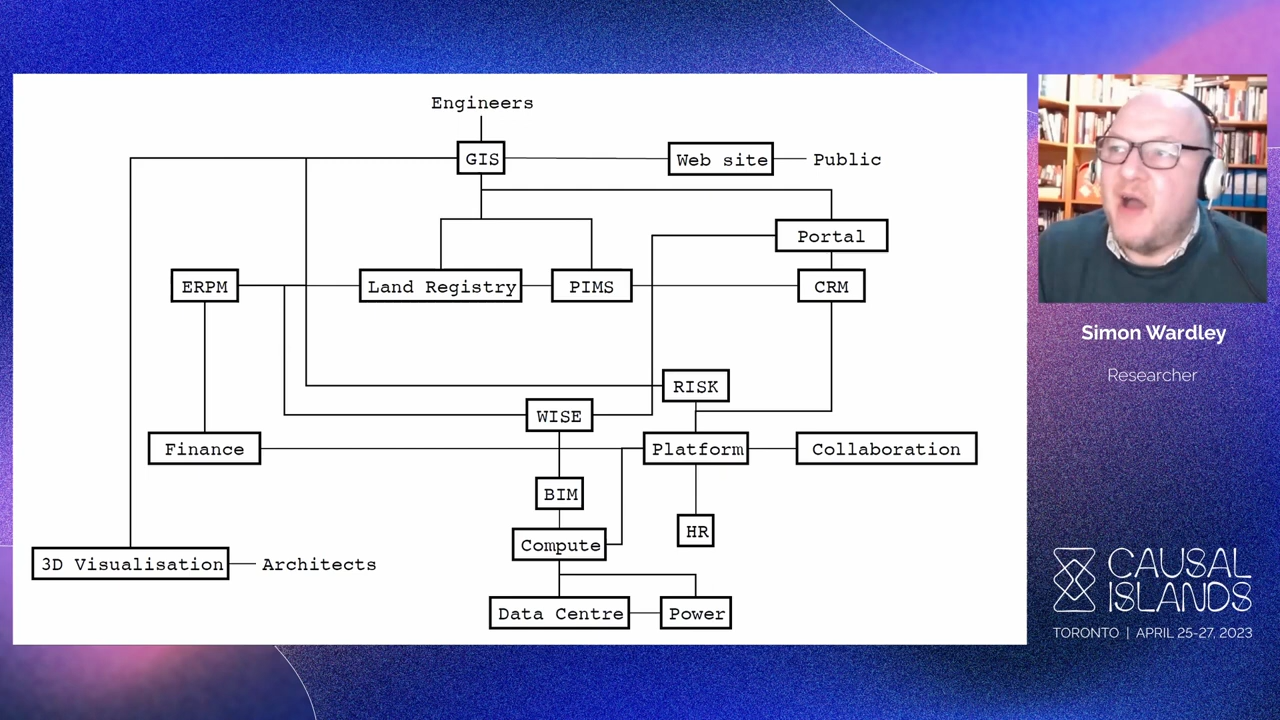 Engineers
GIS
Web site
Public
Portal
ERPM
Land Registry
PIMS
CRM
RISK
WISE
Finance
Platform
Collaboration
BIM
HR
Compute
3D Visualisation
Architects
Data Centre
Power
Simon Wardley
Researcher
CAUSAL
ISLANDS
TORONTO | APRIL 25-27, 2023